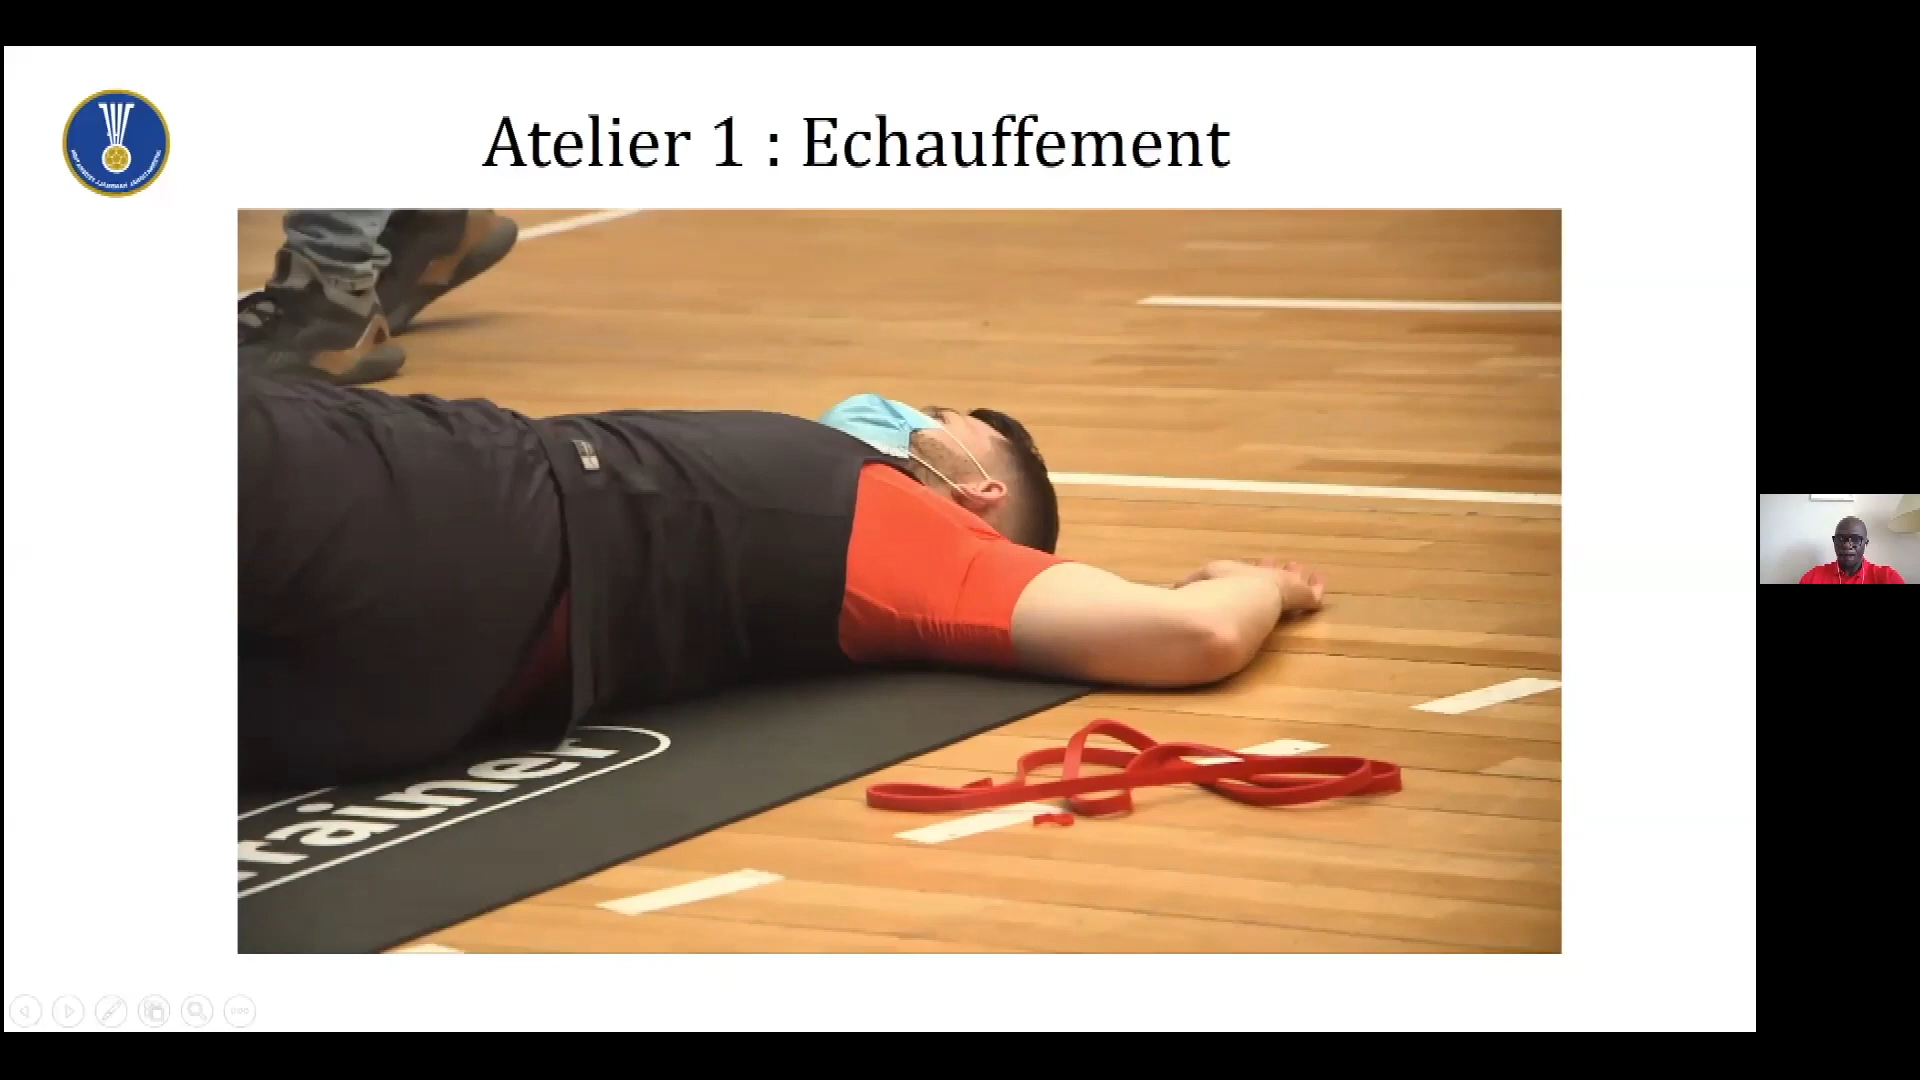 Atelier 1 : Echauffement
trainer